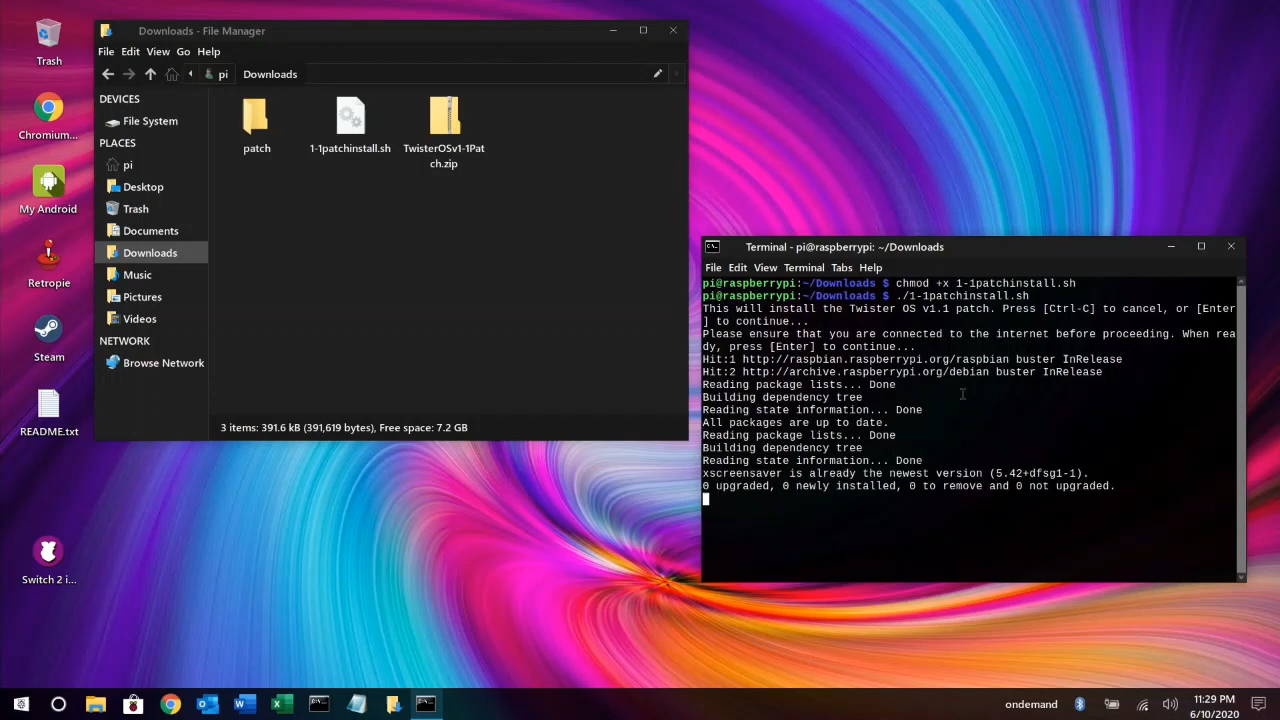 Trash
Chromium...
My Android
Retropie
Steam
README.txt
Switch 2 i...
Downloads - File Manager
File Edit View Go Help
pi Downloads
DEVICES
File System
PLACES
pi
Desktop
Trash
Documents
Downloads
Music
Pictures
Videos
NETWORK
Browse Network
patch
1-1patchinstall.sh
TwisterOSv1-1Pat
ch.zip
3 items: 391.6 kB (391,619 bytes), Free space: 7.2 GB
Terminal - pi@raspberrypi: ~/Downloads
File Edit View Terminal Tabs Help
pi@raspberrypi:~/Downloads $ chmod +x 1-1patchinstall.sh
pi@raspberrypi:~/Downloads $ ./1-1patchinstall.sh
This will install the Twister OS v1.1 patch. Press [Ctrl-C] to cancel, or [Enter
] to continue...
Please ensure that you are connected to the internet before proceeding. When rea
dy, press [Enter] to continue...
Hit:1 http://raspbian.raspberrypi.org/raspbian buster InRelease
Hit:2 http://archive.raspberrypi.org/debian buster InRelease
Reading package lists... Done
Building dependency tree
Reading state information... Done
All packages are up to date.
Reading package lists... Done
Building dependency tree
Reading state information... Done
xscreensaver is already the newest version (5.42+dfsg1-1).
0 upgraded, 0 newly installed, 0 to remove and 0 not upgraded.
ondemand
11:29 PM
6/10/2020